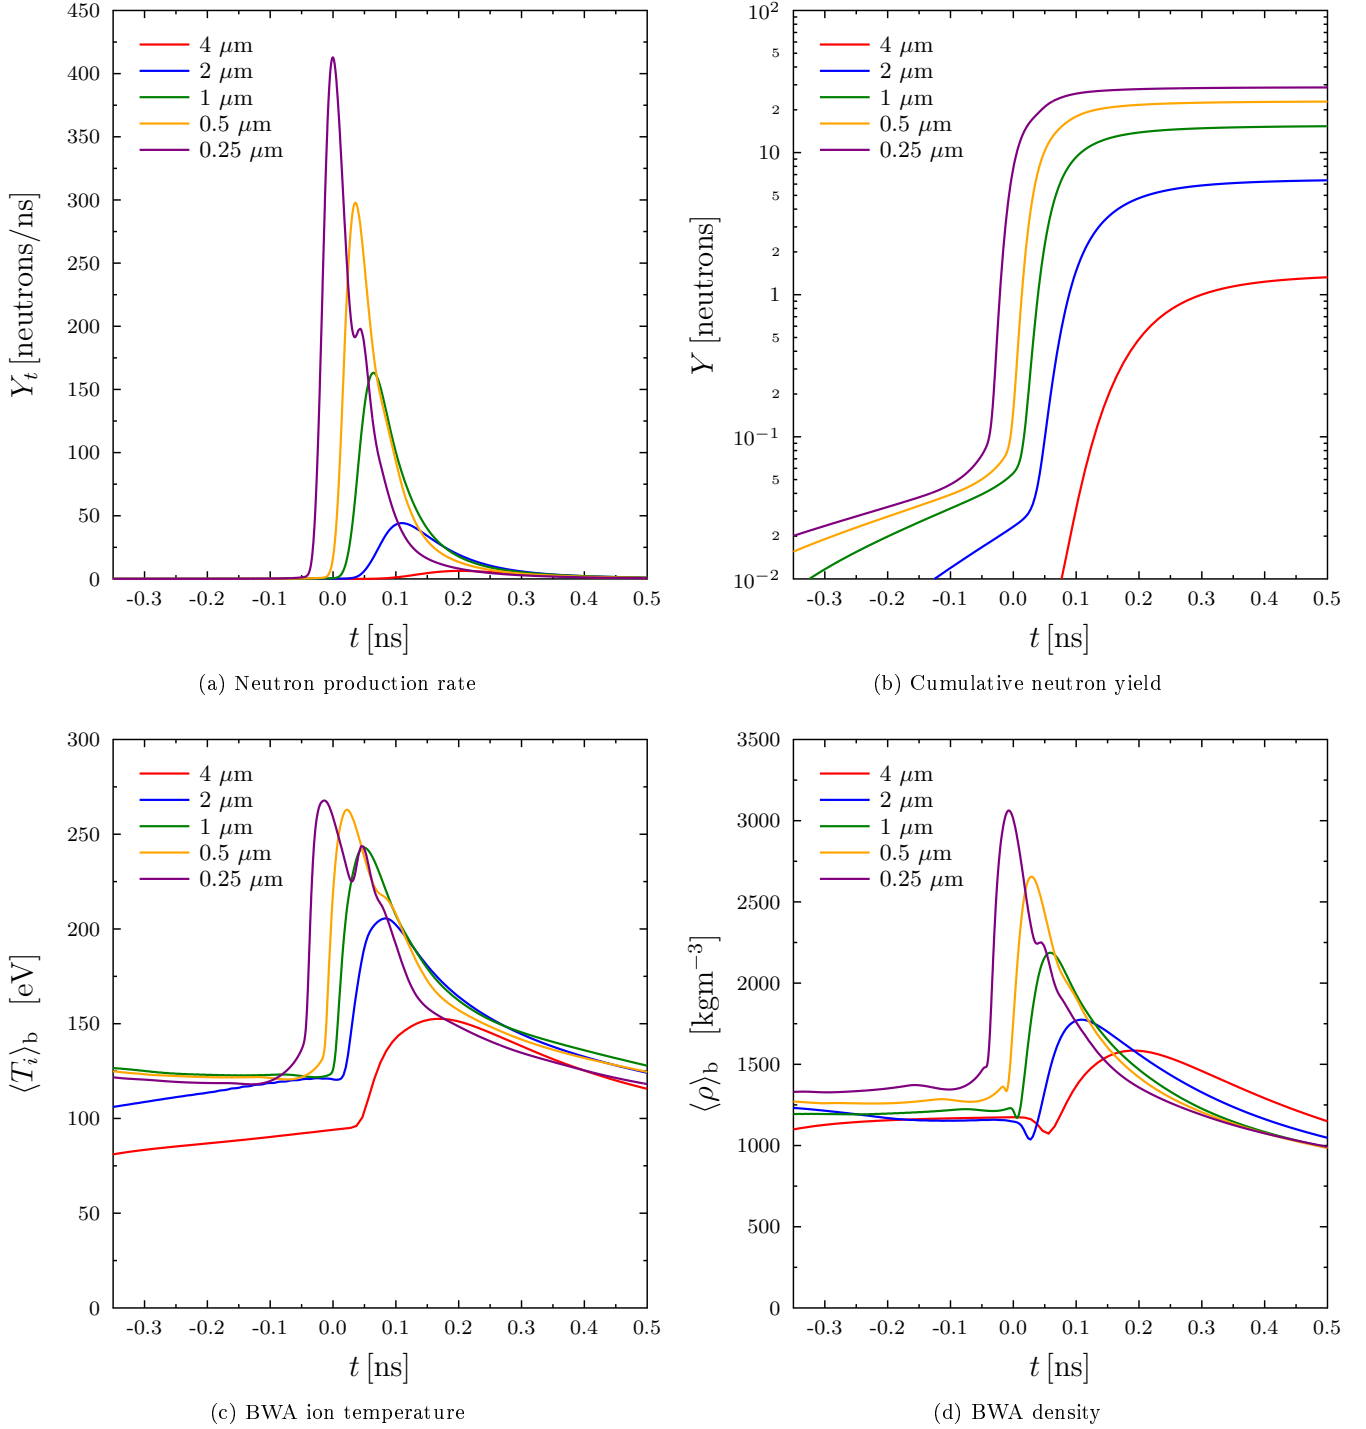 450
400
350
300
250
200
150
100
50
0
Y_t [neutrons/ns]
4 μm
2 μm
1 μm
0.5 μm
0.25 μm
-0.3 -0.2 -0.1 0.0 0.1 0.2 0.3 0.4 0.5
t [ns]
(a) Neutron production rate
10^2
5
2
10
5
2
1
5
2
10^−1
5
2
10^−2
Y [neutrons]
4 μm
2 μm
1 μm
0.5 μm
0.25 μm
-0.3 -0.2 -0.1 0.0 0.1 0.2 0.3 0.4 0.5
t [ns]
(b) Cumulative neutron yield
300
250
200
150
100
50
0
⟨T_i⟩_b [eV]
4 μm
2 μm
1 μm
0.5 μm
0.25 μm
-0.3 -0.2 -0.1 0.0 0.1 0.2 0.3 0.4 0.5
t [ns]
(c) BWA ion temperature
3500
3000
2500
2000
1500
1000
500
0
⟨ρ⟩_b [kgm^−3]
4 μm
2 μm
1 μm
0.5 μm
0.25 μm
-0.3 -0.2 -0.1 0.0 0.1 0.2 0.3 0.4 0.5
t [ns]
(d) BWA density